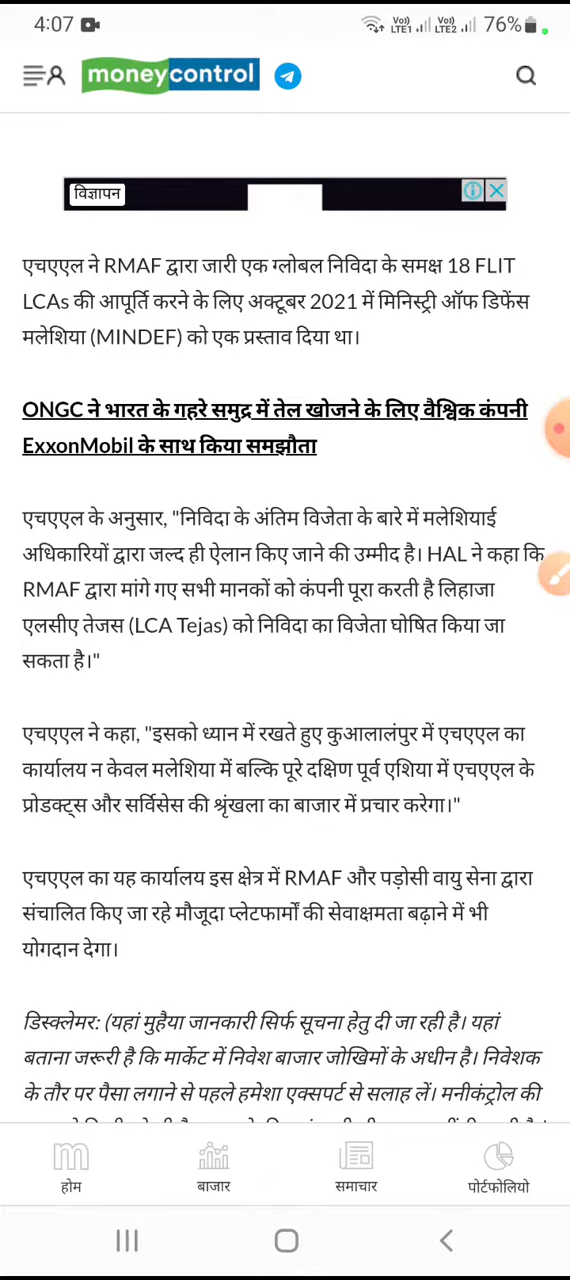 4:07
Vo)) LTE1 Vo)) LTE2 76%
moneycontrol
विज्ञापन
एचएएल ने RMAF द्वारा जारी एक ग्लोबल निविदा के समक्ष 18 FLIT
LCAs की आपूर्ति करने के लिए अक्टूबर 2021 में मिनिस्ट्री ऑफ डिफेंस
मलेशिया (MINDEF) को एक प्रस्ताव दिया था।
ONGC ने भारत के गहरे समुद्र में तेल खोजने के लिए वैश्विक कंपनी
ExxonMobil के साथ किया समझौता
एचएएल के अनुसार, "निविदा के अंतिम विजेता के बारे में मलेशियाई
अधिकारियों द्वारा जल्द ही ऐलान किए जाने की उम्मीद है। HAL ने कहा कि
RMAF द्वारा मांगे गए सभी मानकों को कंपनी पूरा करती है लिहाजा
एलसीए तेजस (LCA Tejas) को निविदा का विजेता घोषित किया जा
सकता है।"
एचएएल ने कहा, "इसको ध्यान में रखते हुए कुआलालंपुर में एचएएल का
कार्यालय न केवल मलेशिया में बल्कि पूरे दक्षिण पूर्व एशिया में एचएएल के
प्रोडक्ट्स और सर्विसेस की श्रृंखला का बाजार में प्रचार करेगा।"
एचएएल का यह कार्यालय इस क्षेत्र में RMAF और पड़ोसी वायु सेना द्वारा
संचालित किए जा रहे मौजूदा प्लेटफार्मों की सेवाक्षमता बढ़ाने में भी
योगदान देगा।
डिस्क्लेमर: (यहां मुहैया जानकारी सिर्फ सूचना हेतु दी जा रही है। यहां
बताना जरूरी है कि मार्केट में निवेश बाजार जोखिमों के अधीन है। निवेशक
के तौर पर पैसा लगाने से पहले हमेशा एक्सपर्ट से सलाह लें। मनीकंट्रोल की
होम बाजार समाचार पोर्टफोलियो